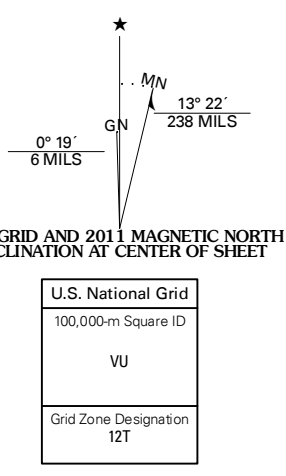 ★
MN
GN
13° 22´
238 MILS
0° 19´
6 MILS
GRID AND 2011 MAGNETIC NORTH
CLINATION AT CENTER OF SHEET
U.S. National Grid
100,000-m Square ID
VU
Grid Zone Designation
12T